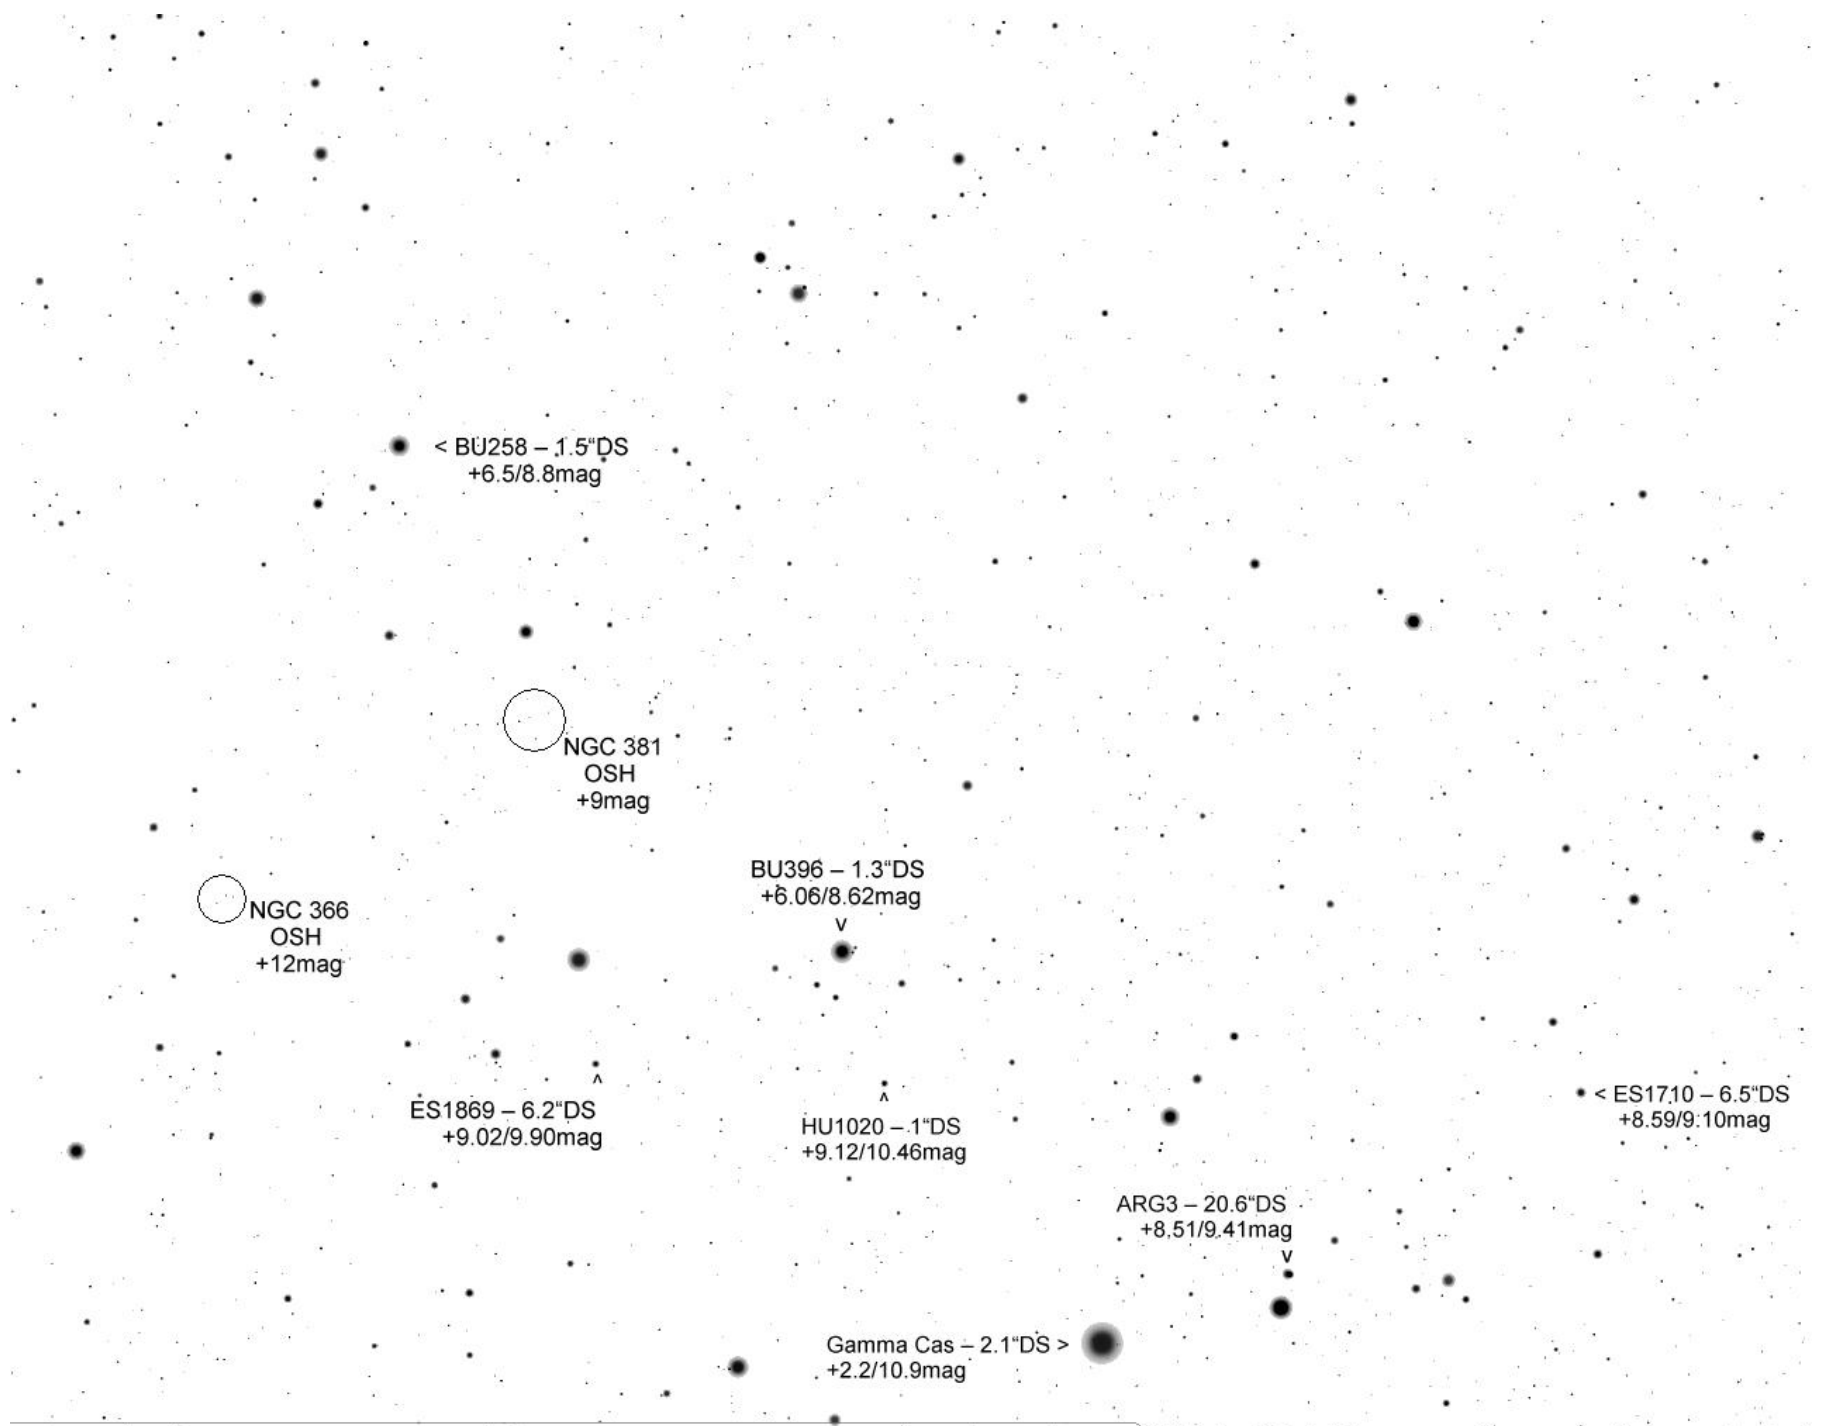 < BU258 – 1.5“DS
+6.5/8.8mag
NGC 381
OSH
+9mag
BU396 – 1.3“DS
+6.06/8.62mag
v
NGC 366
OSH
+12mag
^
ES1869 – 6.2“DS
+9.02/9.90mag
^
HU1020 – 1“DS
+9.12/10.46mag
< ES1710 – 6.5“DS
+8.59/9.10mag
ARG3 – 20.6“DS
+8.51/9.41mag
v
Gamma Cas – 2.1“DS >
+2.2/10.9mag